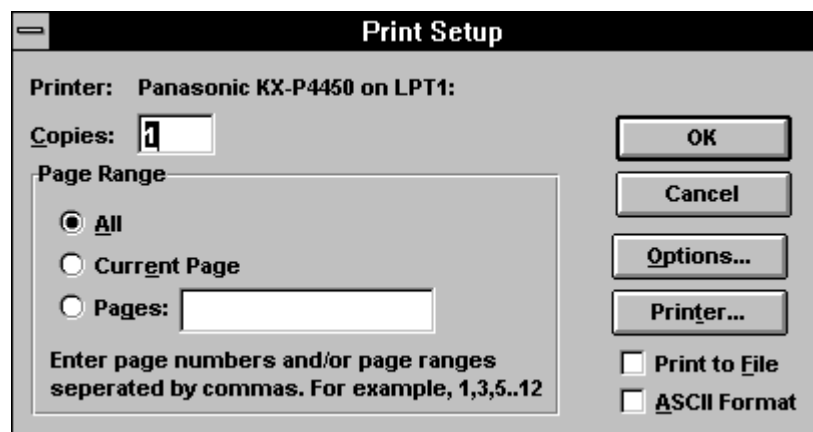 Print Setup
Printer: Panasonic KX-P4450 on LPT1:
Copies: 1
OK
Page Range
Cancel
All
Current Page
Options...
Pages:
Printer...
Enter page numbers and/or page ranges
seperated by commas. For example, 1,3,5..12
Print to File
ASCII Format